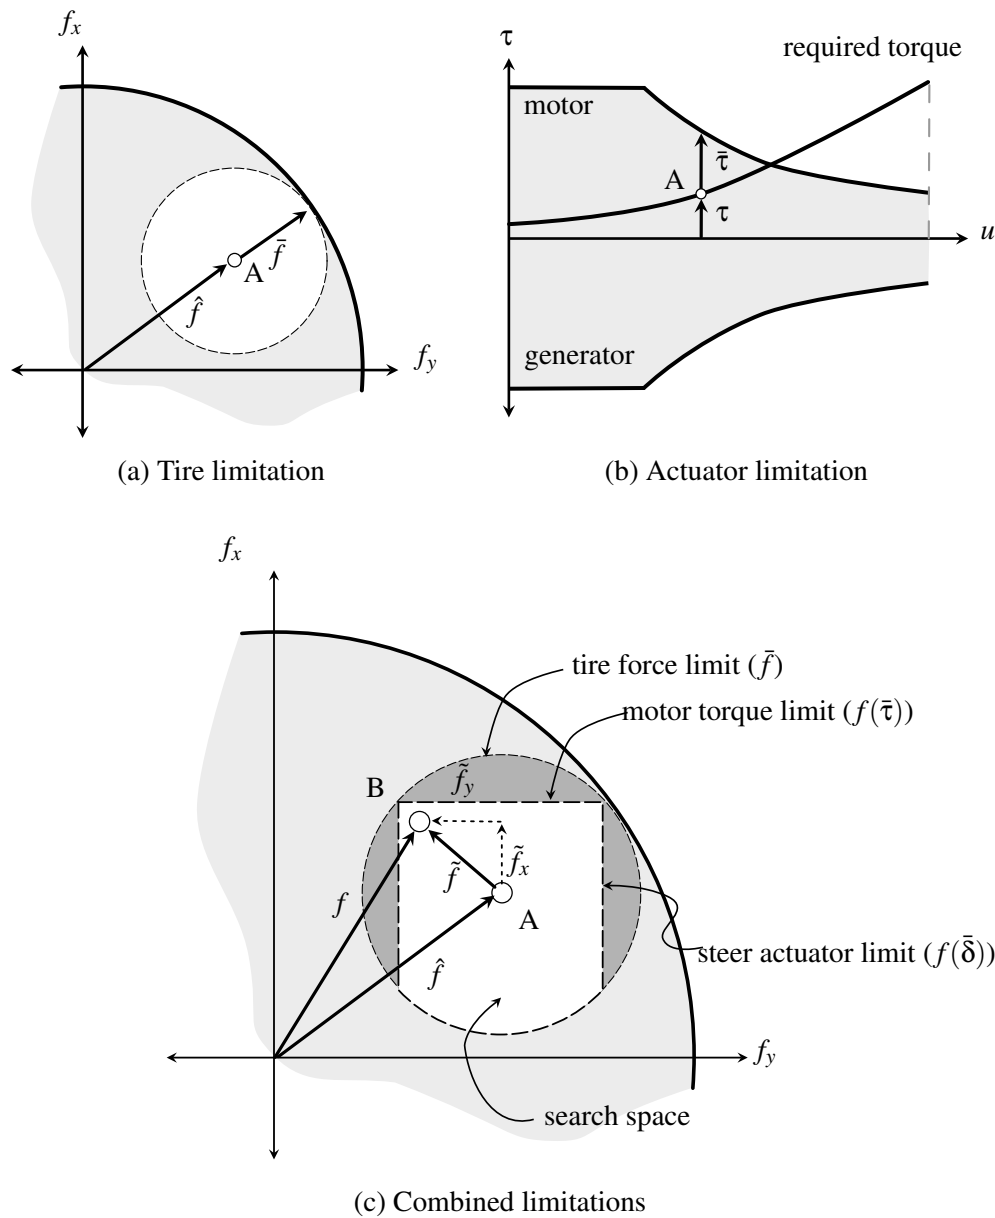 f_x
f̄
A
f̂
f_y
(a) Tire limitation
τ
required torque
motor
τ̄
A
τ
u
generator
(b) Actuator limitation
f_x
tire force limit (f̄)
motor torque limit (f(τ̄))
f̃_y
B
f̃_x
f̃
f
A
steer actuator limit (f(δ̄))
f̂
f_y
search space
(c) Combined limitations